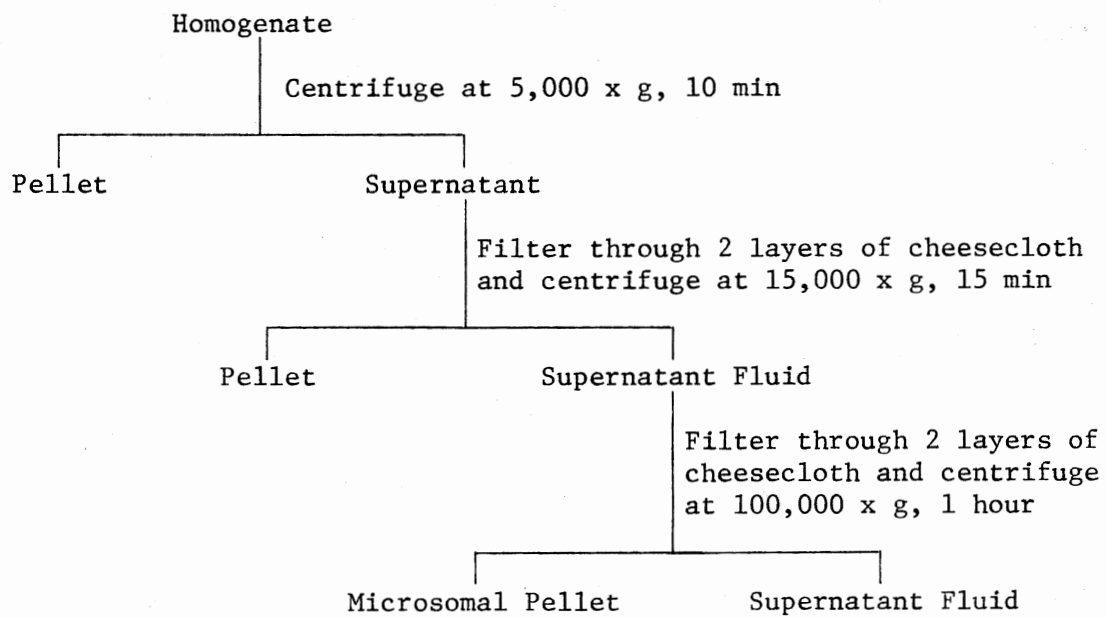 Homogenate
Centrifuge at 5,000 x g, 10 min
Pellet
Supernatant
Filter through 2 layers of cheesecloth
and centrifuge at 15,000 x g, 15 min
Pellet
Supernatant Fluid
Filter through 2 layers of
cheesecloth and centrifuge
at 100,000 x g, 1 hour
Microsomal Pellet
Supernatant Fluid